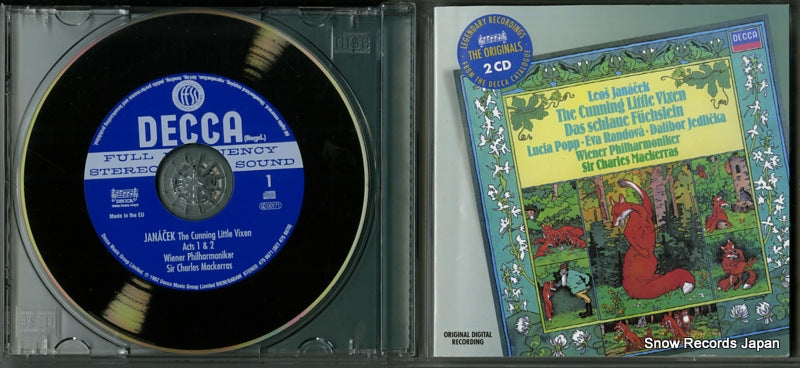 DECCA
(Regd.)
FULL FREQUENCY
STEREO SOUND
1
Made in the EU
JANÁČEK The Cunning Little Vixen
Acts 1 & 2
Wiener Philharmoniker
Sir Charles Mackerras
LEGENDARY RECORDINGS
THE ORIGINALS
2 CD
FROM THE DECCA CATALOGUE
DECCA
Leoš Janáček
The Cunning Little Vixen
Das schlaue Füchslein
Lucia Popp · Eva Randová · Dalibor Jedlička
Wiener Philharmoniker
Sir Charles Mackerras
ORIGINAL DIGITAL
RECORDING
Snow Records Japan